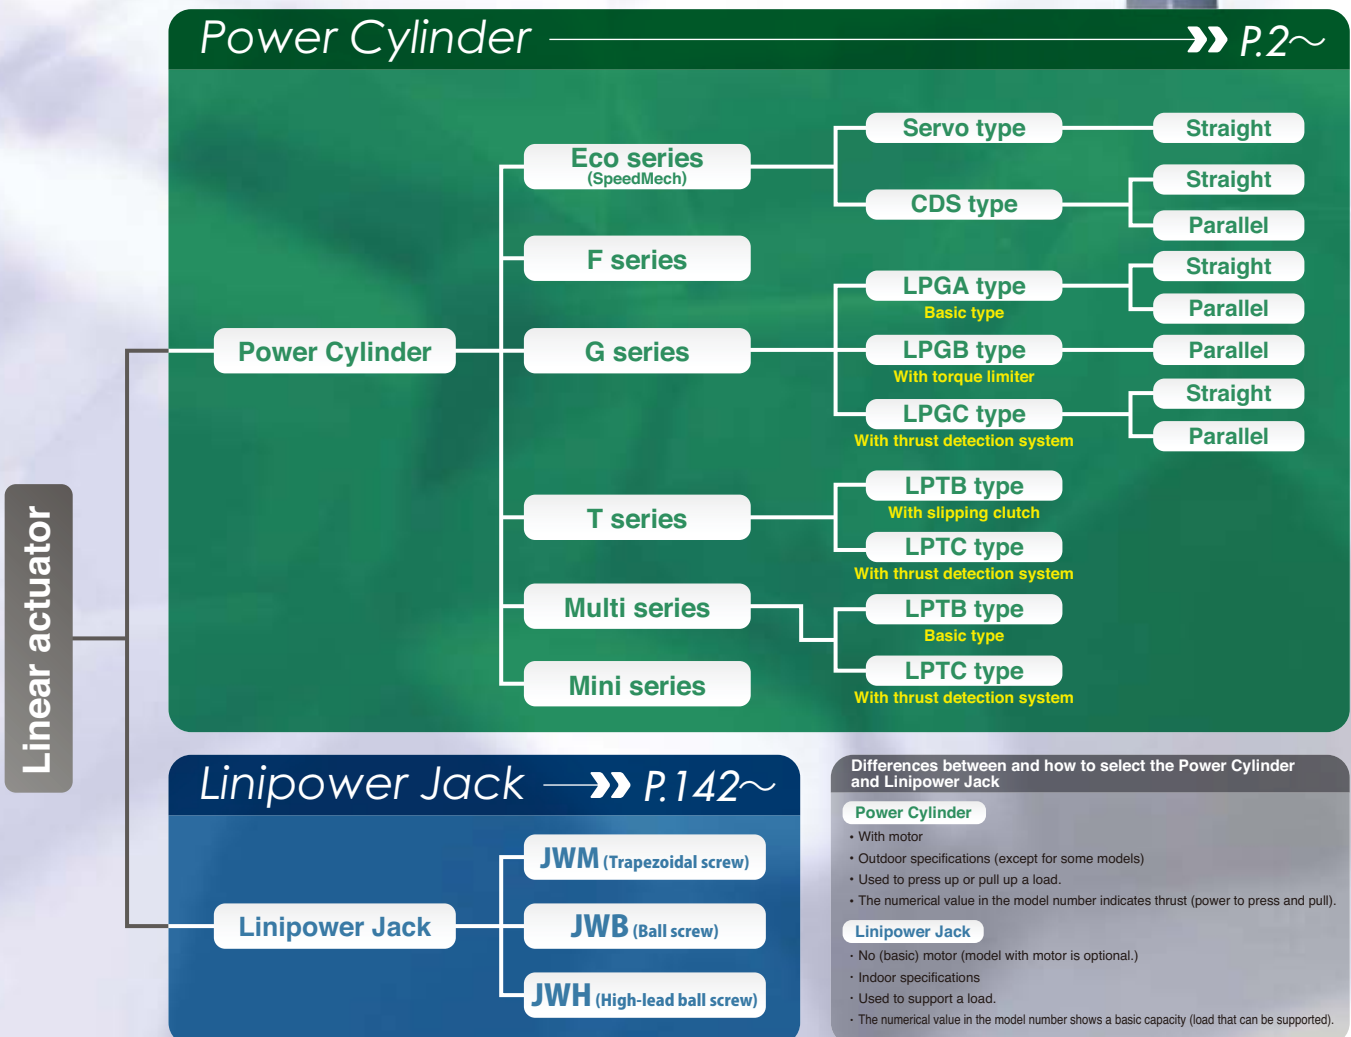 Power Cylinder P.2～
Linear actuator
Power Cylinder
Eco series
(SpeedMech)
Servo type
Straight
CDS type
Straight
Parallel
F series
G series
LPGA type
Basic type
Straight
Parallel
LPGB type
With torque limiter
Parallel
LPGC type
With thrust detection system
Straight
Parallel
T series
LPTB type
With slipping clutch
LPTC type
With thrust detection system
Multi series
LPTB type
Basic type
LPTC type
With thrust detection system
Mini series
Linipower Jack P.142～
Linipower Jack
JWM (Trapezoidal screw)
JWB (Ball screw)
JWH (High-lead ball screw)
Differences between and how to select the Power Cylinder
and Linipower Jack
Power Cylinder
・With motor
・Outdoor specifications (except for some models)
・Used to press up or pull up a load.
・The numerical value in the model number indicates thrust (power to press and pull).
Linipower Jack
・No (basic) motor (model with motor is optional.)
・Indoor specifications
・Used to support a load.
・The numerical value in the model number shows a basic capacity (load that can be supported).